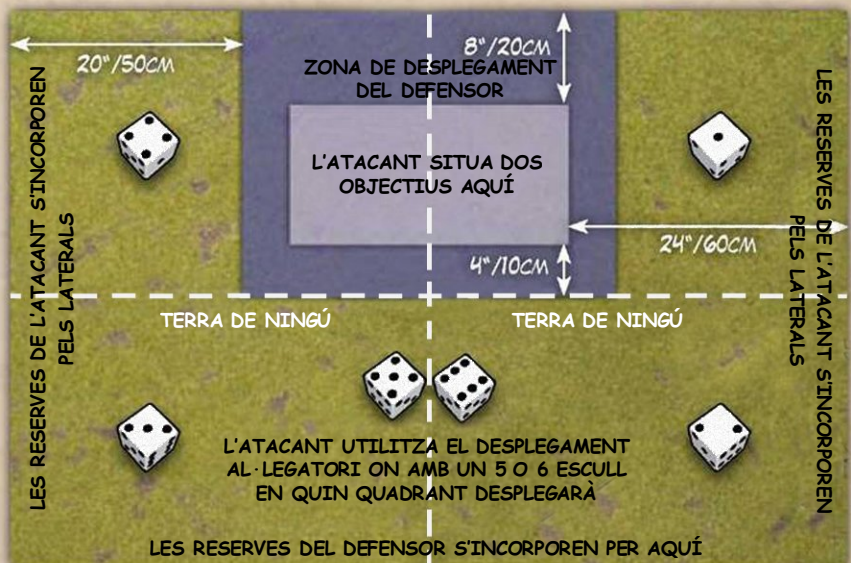 20"/50CM
8"/20CM
ZONA DE DESPLEGAMENT
DEL DEFENSOR
L'ATACANT SITUA DOS
OBJECTIUS AQUÍ
24"/60CM
4"/10CM
LES RESERVES DE L'ATACANT S'INCORPOREN
PELS LATERALS
LES RESERVES DE L'ATACANT S'INCORPOREN
PELS LATERALS
TERRA DE NINGÚ
TERRA DE NINGÚ
L'ATACANT UTILITZA EL DESPLEGAMENT
AL·LEGATORI ON AMB UN 5 O 6 ESCULL
EN QUIN QUADRANT DESPLEGARÀ
LES RESERVES DEL DEFENSOR S'INCORPOREN PER AQUÍ